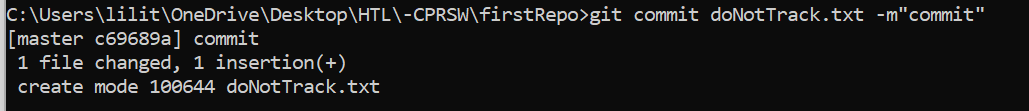 C:\Users\lilit\OneDrive\Desktop\HTL\-CPRSW\firstRepo>git commit doNotTrack.txt -m"commit"
[master c69689a] commit
 1 file changed, 1 insertion(+)
 create mode 100644 doNotTrack.txt